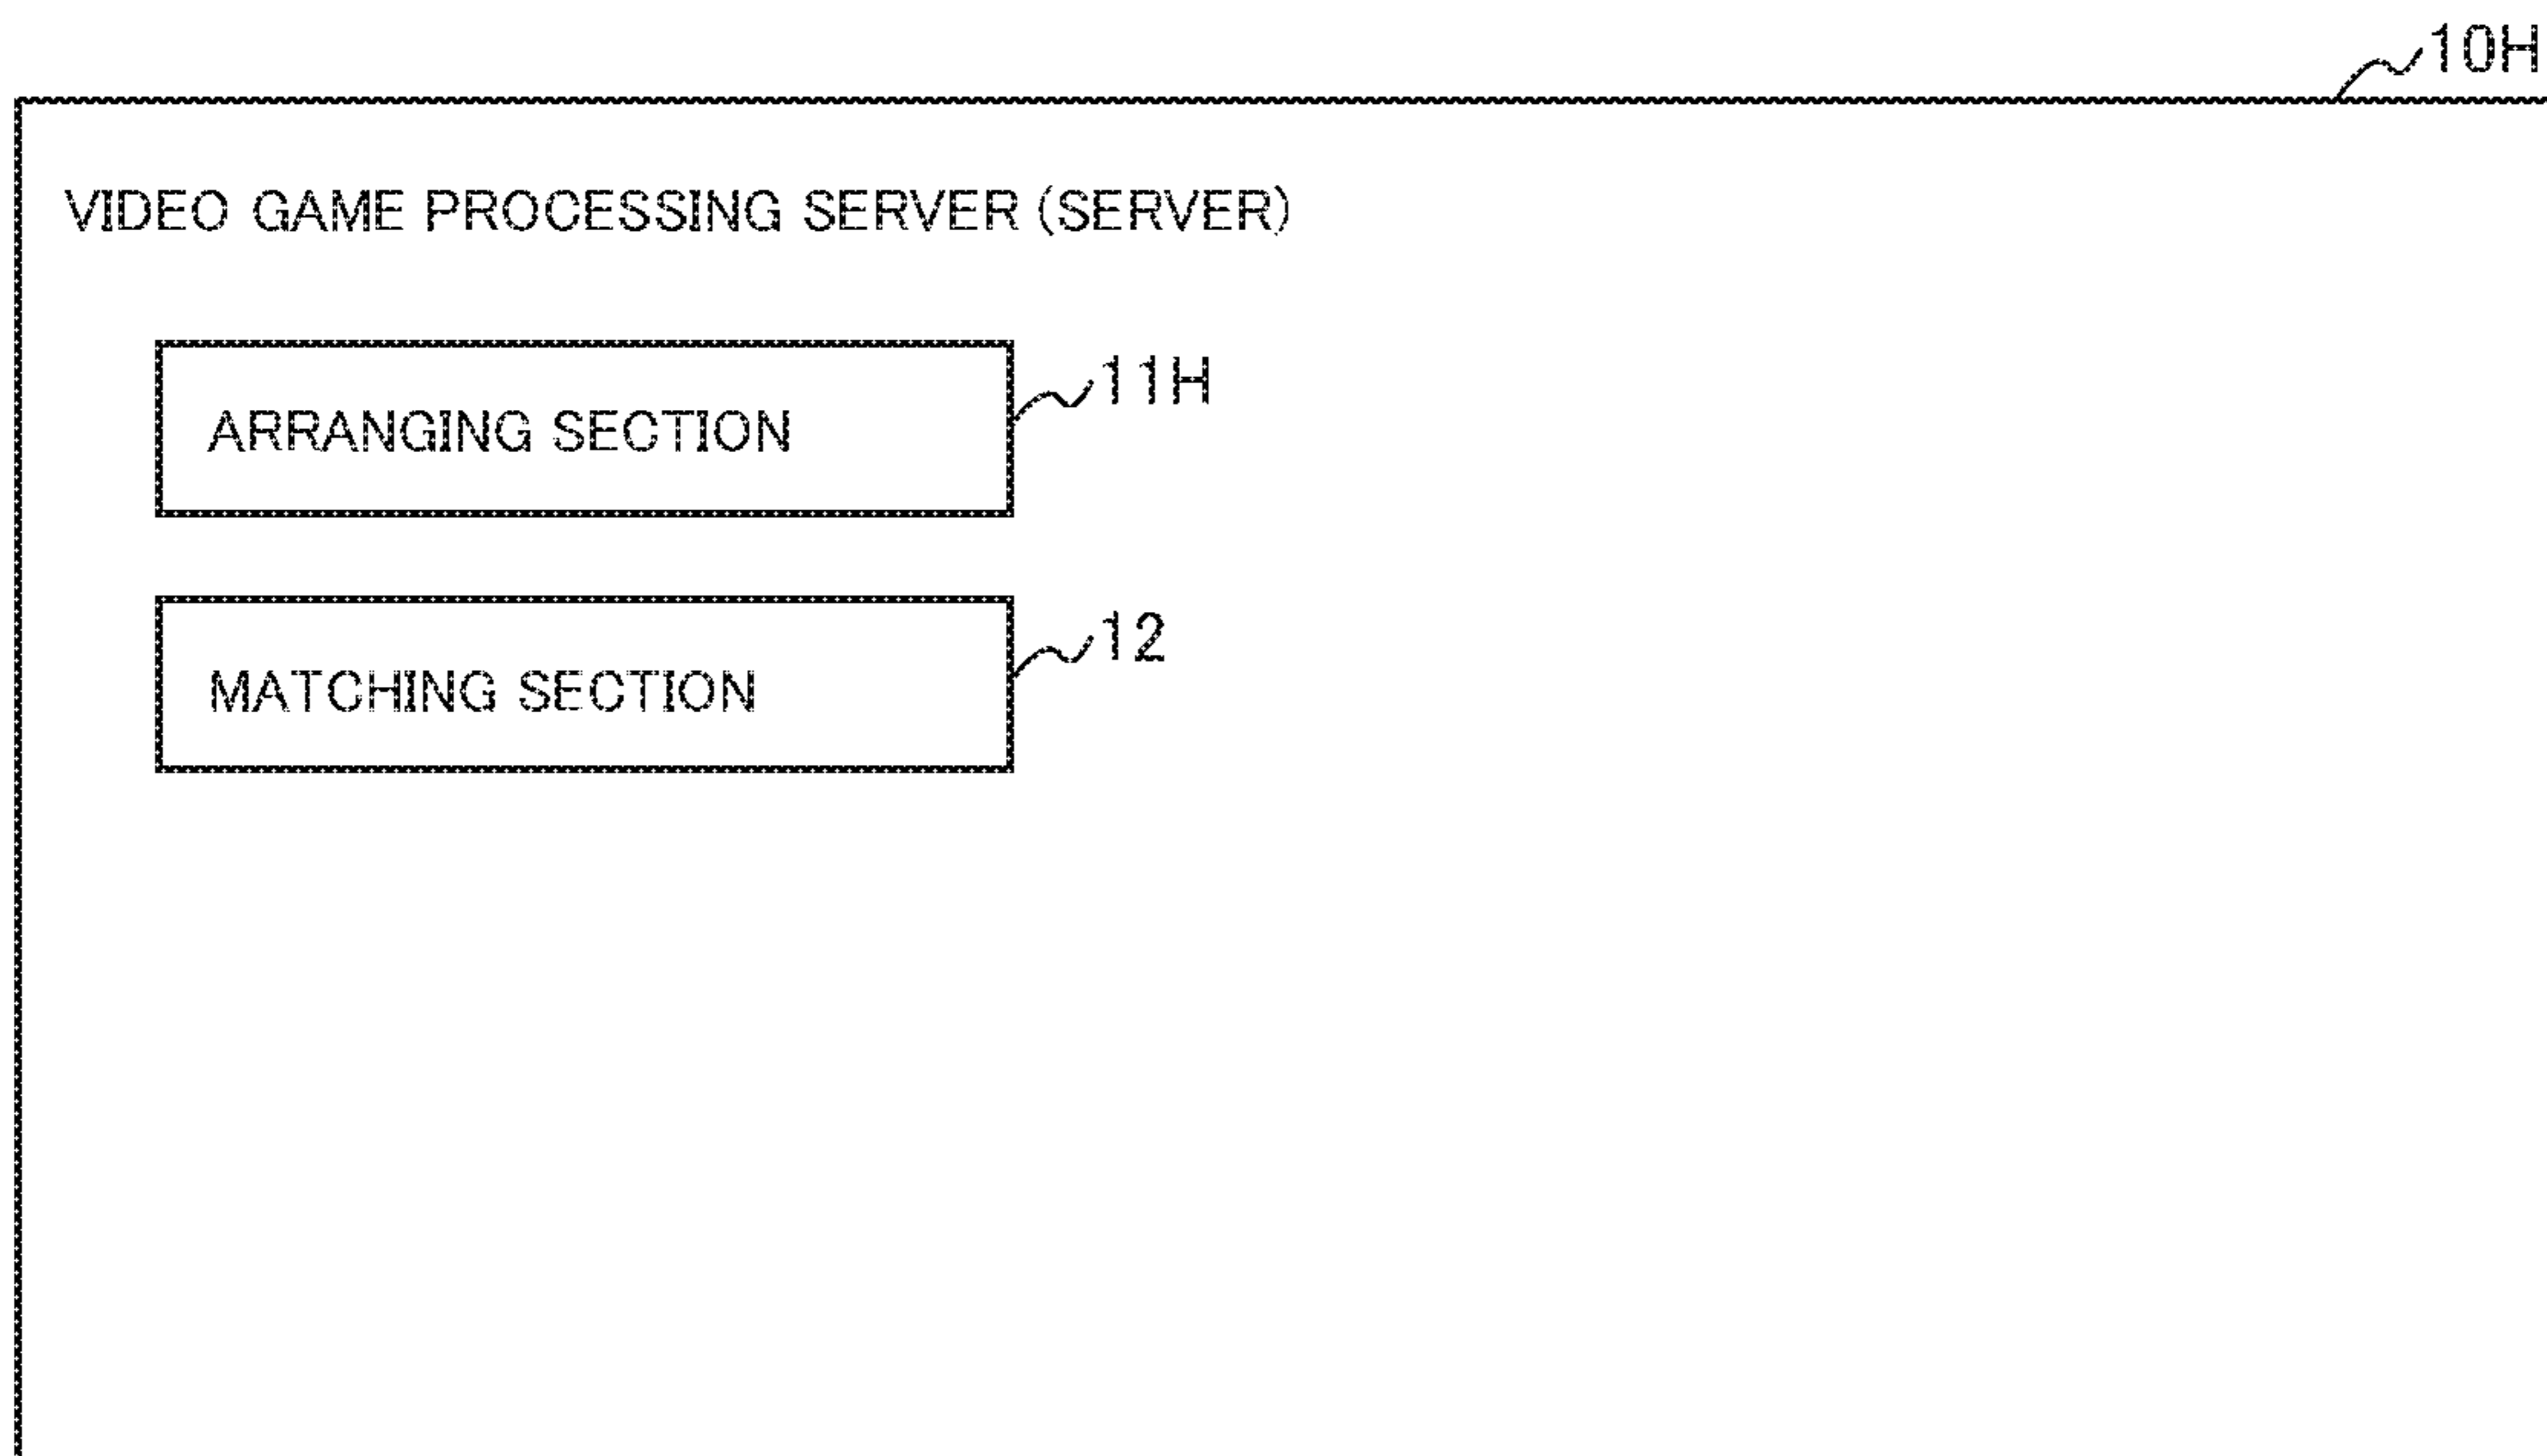 10H
VIDEO GAME PROCESSING SERVER (SERVER)
11H
ARRANGING SECTION
12
MATCHING SECTION